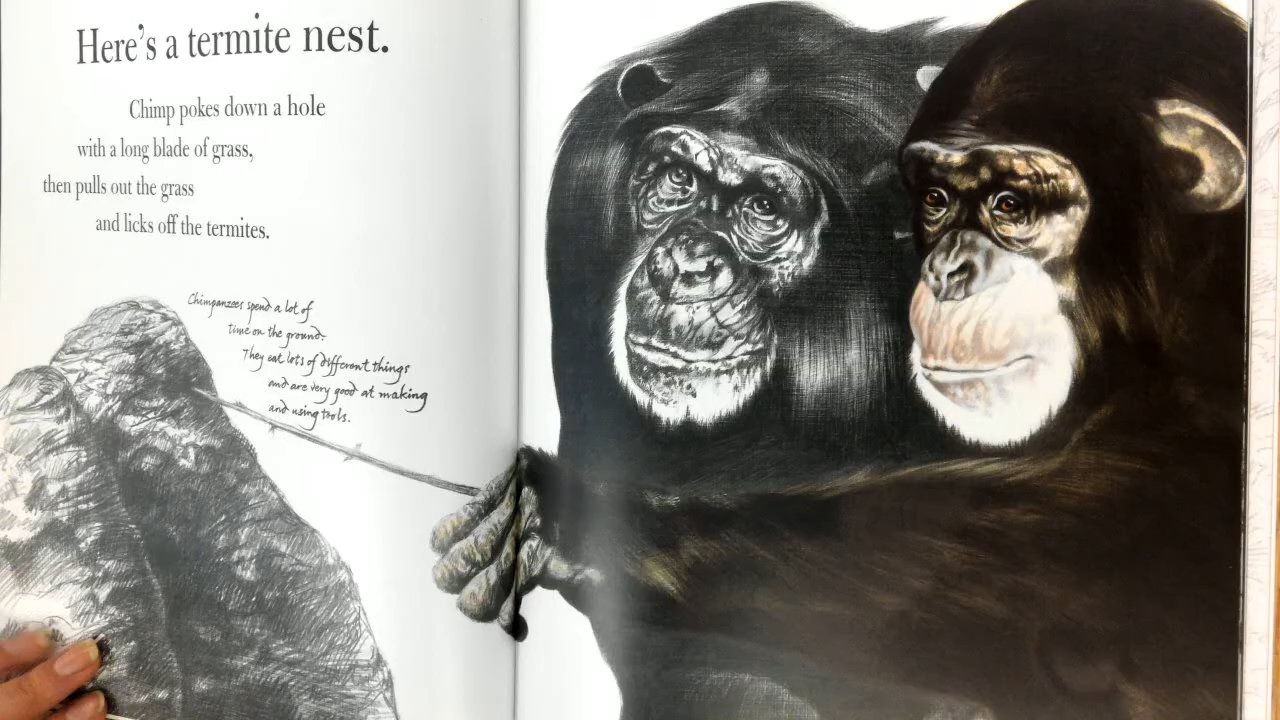 Here's a termite nest.
Chimp pokes down a hole
with a long blade of grass,
then pulls out the grass
and licks off the termites.
Chimpanzees spend a lot of
time on the ground.
They eat lots of different things
and are very good at making
and using tools.